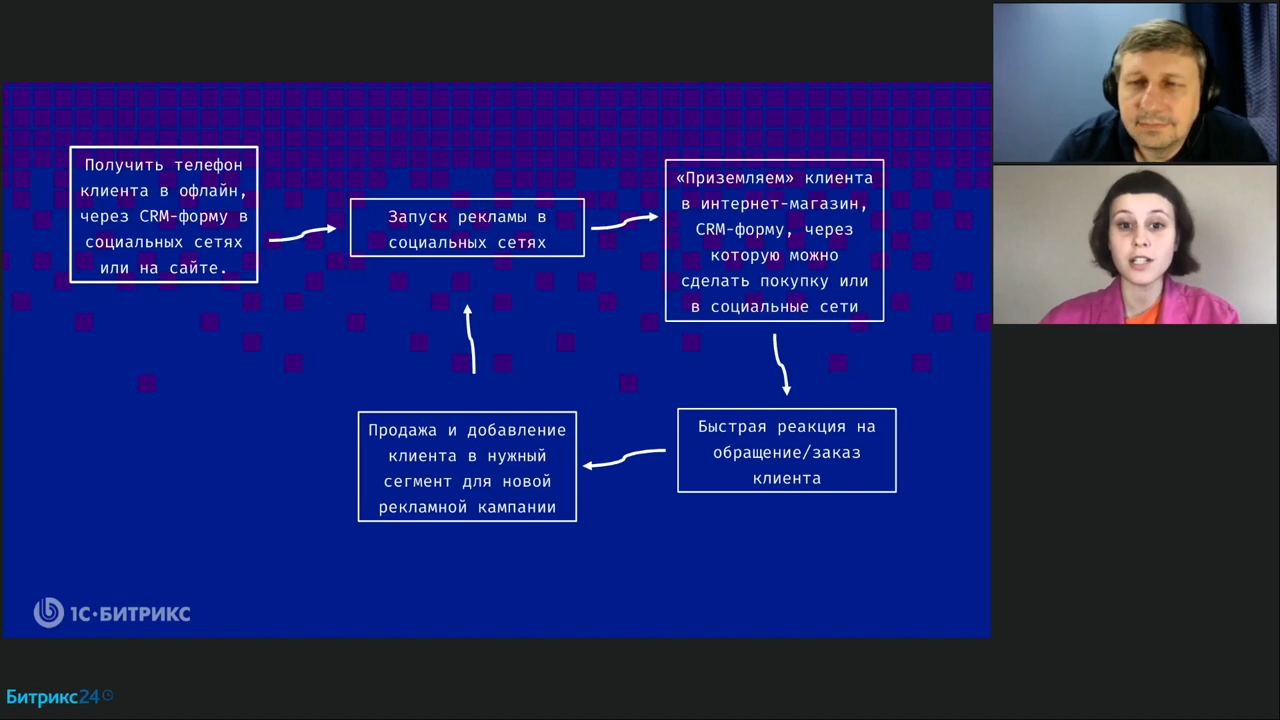 Получить телефон
клиента в офлайн,
через CRM-форму в
социальных сетях
или на сайте.
Запуск рекламы в
социальных сетях
«Приземляем» клиента
в интернет-магазин,
CRM-форму, через
которую можно
сделать покупку или
в социальные сети
Быстрая реакция на
обращение/заказ
клиента
Продажа и добавление
клиента в нужный
сегмент для новой
рекламной кампании
1С·БИТРИКС
Битрикс24